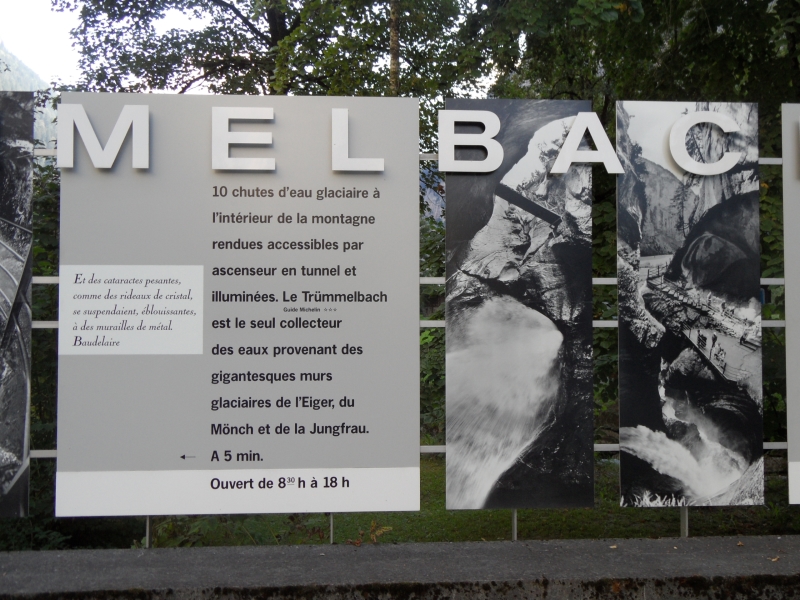 MELBAC
10 chutes d'eau glaciaire à
l'intérieur de la montagne
rendues accessibles par
ascenseur en tunnel et
illuminées. Le Trümmelbach
Guide Michelin ***
est le seul collecteur
des eaux provenant des
gigantesques murs
glaciaires de l'Eiger, du
Mönch et de la Jungfrau.
← A 5 min.
Ouvert de 8³⁰ h à 18 h
Et des cataractes pesantes,
comme des rideaux de cristal,
se suspendaient, éblouissantes,
à des murailles de métal.
Baudelaire